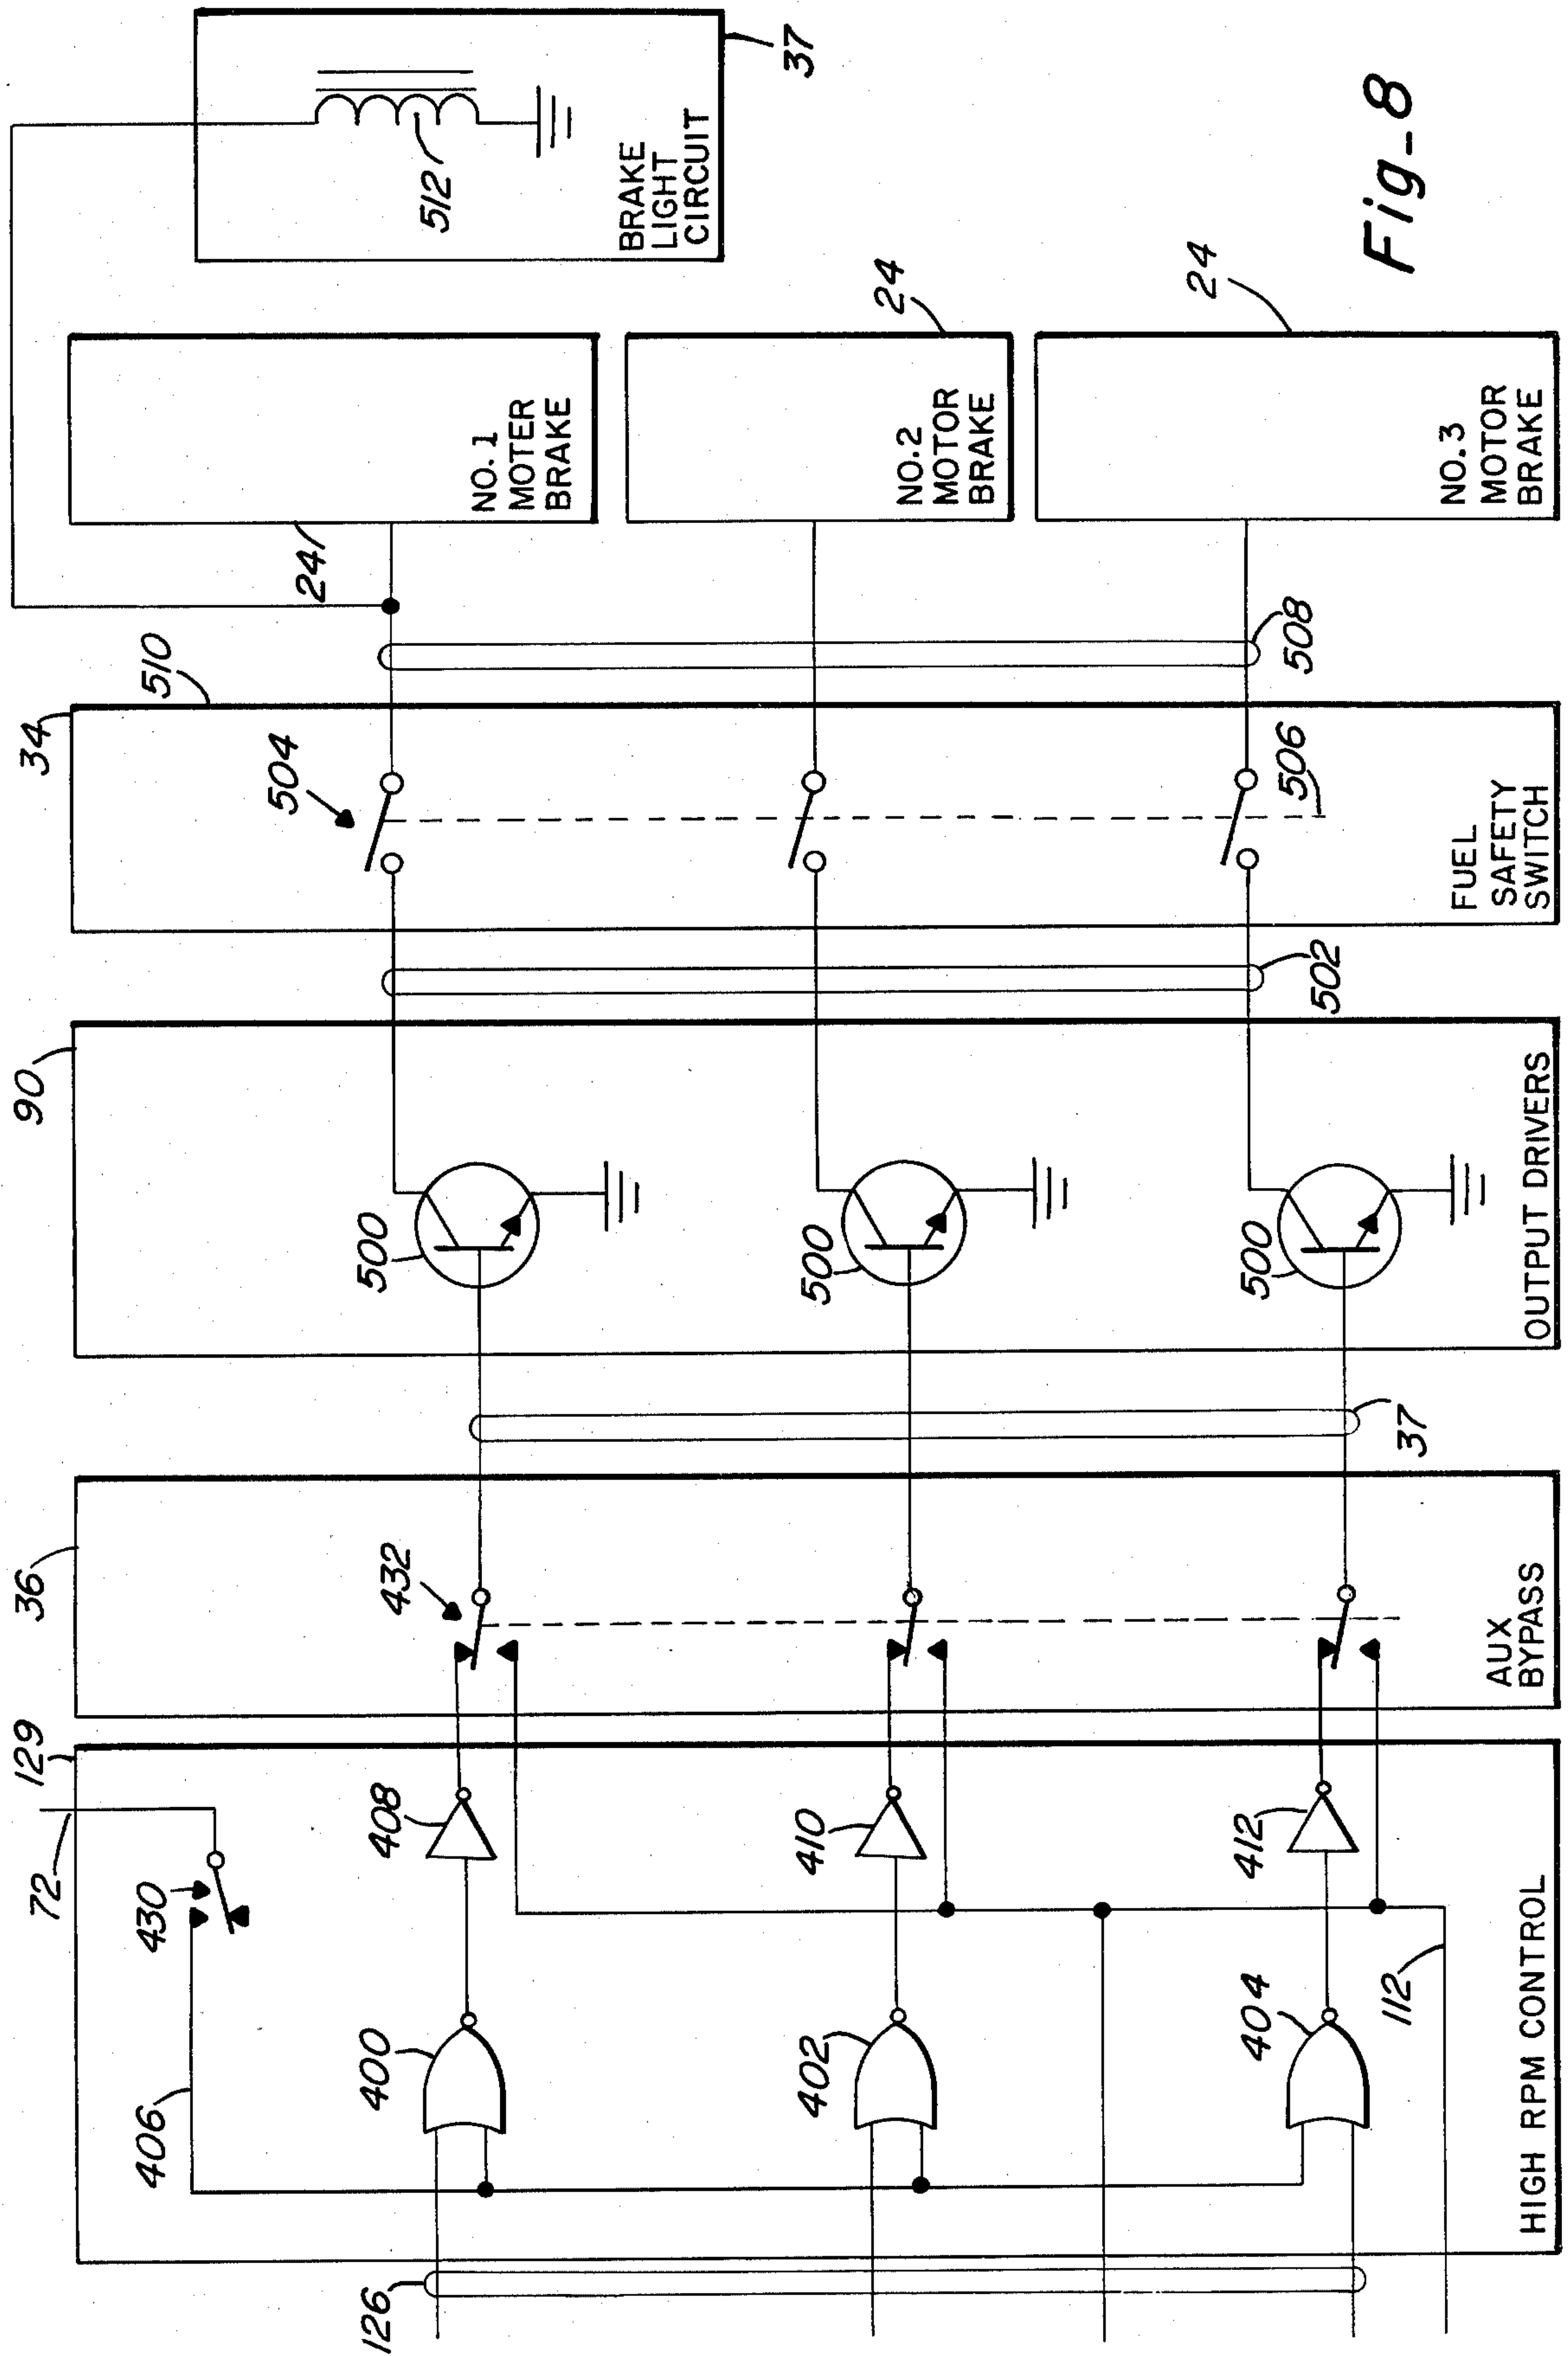 129
72
430
406
400
408
402
410
404
412
112
126
HIGH RPM CONTROL
36
432
37
AUX
BYPASS
90
500
500
500
502
OUTPUT DRIVERS
34
510
504
506
508
FUEL
SAFETY
SWITCH
24
NO. 1
MOTER
BRAKE
24
NO. 2
MOTOR
BRAKE
24
NO. 3
MOTOR
BRAKE
512
37
BRAKE
LIGHT
CIRCUIT
Fig_8